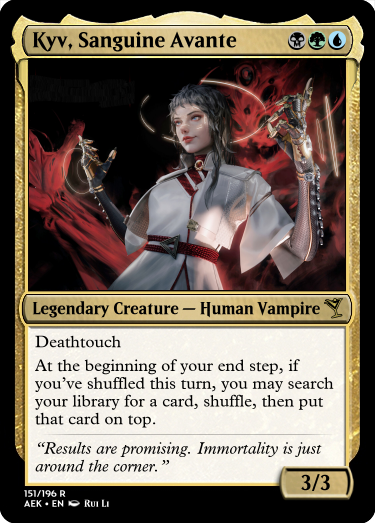 Kyv, Sanguine Avante
Legendary Creature — Human Vampire
Deathtouch
At the beginning of your end step, if
you've shuffled this turn, you may search
your library for a card, shuffle, then put
that card on top.
“Results are promising. Immortality is just
around the corner.”
3/3
151/196 R
AEK • EN Rui Li